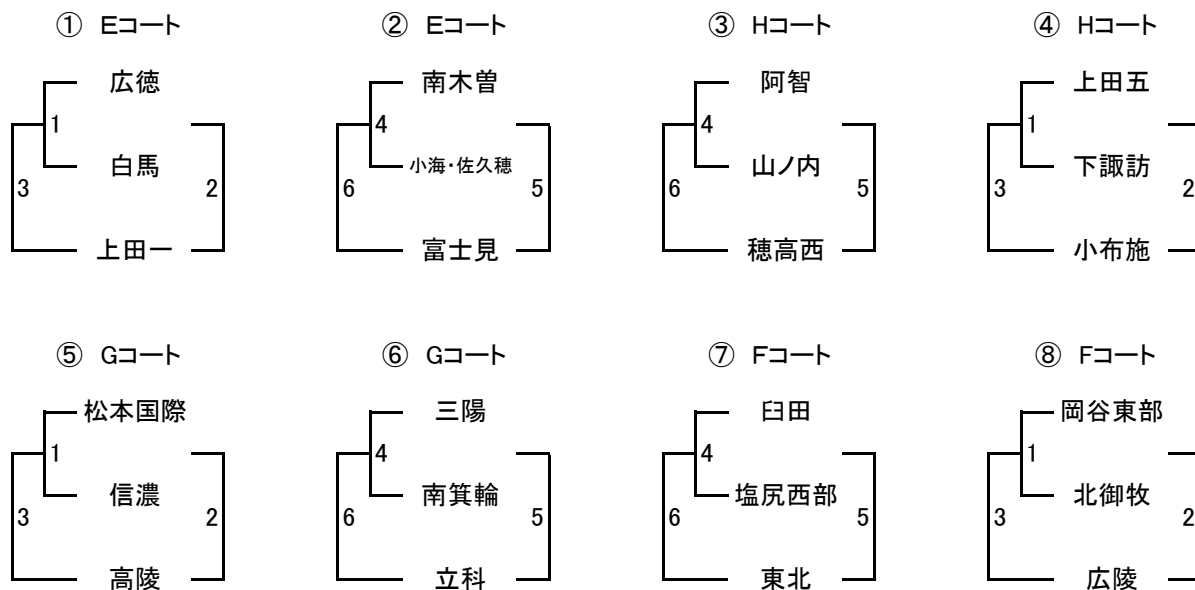 ① Eコート ② Eコート ③ Hコート ④ Hコート
広徳 南木曽 阿智 上田五
1 4 4 1
白馬 小海・佐久穂 山ノ内 下諏訪
3 2 6 5 6 5 3 2
上田一 富士見 穂高西 小布施
⑤ Gコート ⑥ Gコート ⑦ Fコート ⑧ Fコート
松本国際 三陽 臼田 岡谷東部
1 4 4 1
信濃 南箕輪 塩尻西部 北御牧
3 2 6 5 6 5 3 2
高陵 立科 東北 広陵